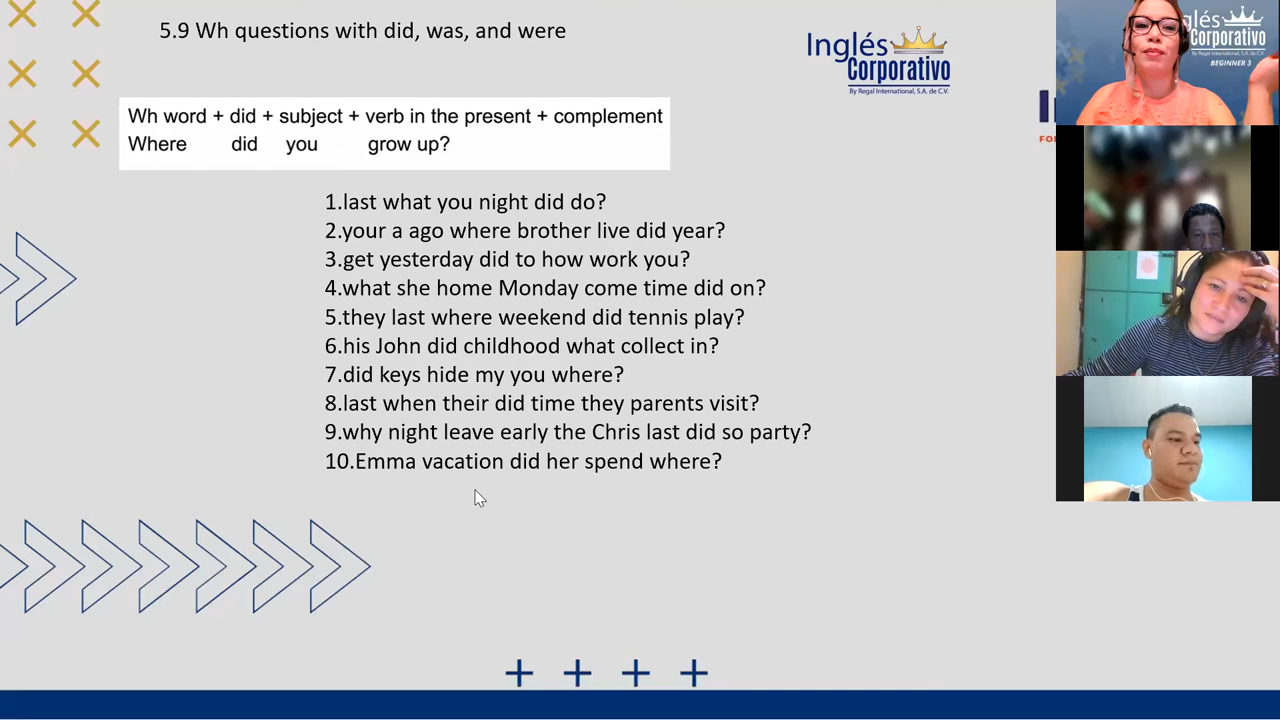 5.9 Wh questions with did, was, and were
Inglés
Corporativo
By Regal International, S.A. de C.V.
Wh word + did + subject + verb in the present + complement
Where did you grow up?
1.last what you night did do?
2.your a ago where brother live did year?
3.get yesterday did to how work you?
4.what she home Monday come time did on?
5.they last where weekend did tennis play?
6.his John did childhood what collect in?
7.did keys hide my you where?
8.last when their did time they parents visit?
9.why night leave early the Chris last did so party?
10.Emma vacation did her spend where?
glés
Corporativo
By Regal International, S.A. de C.V.
BEGINNER 3